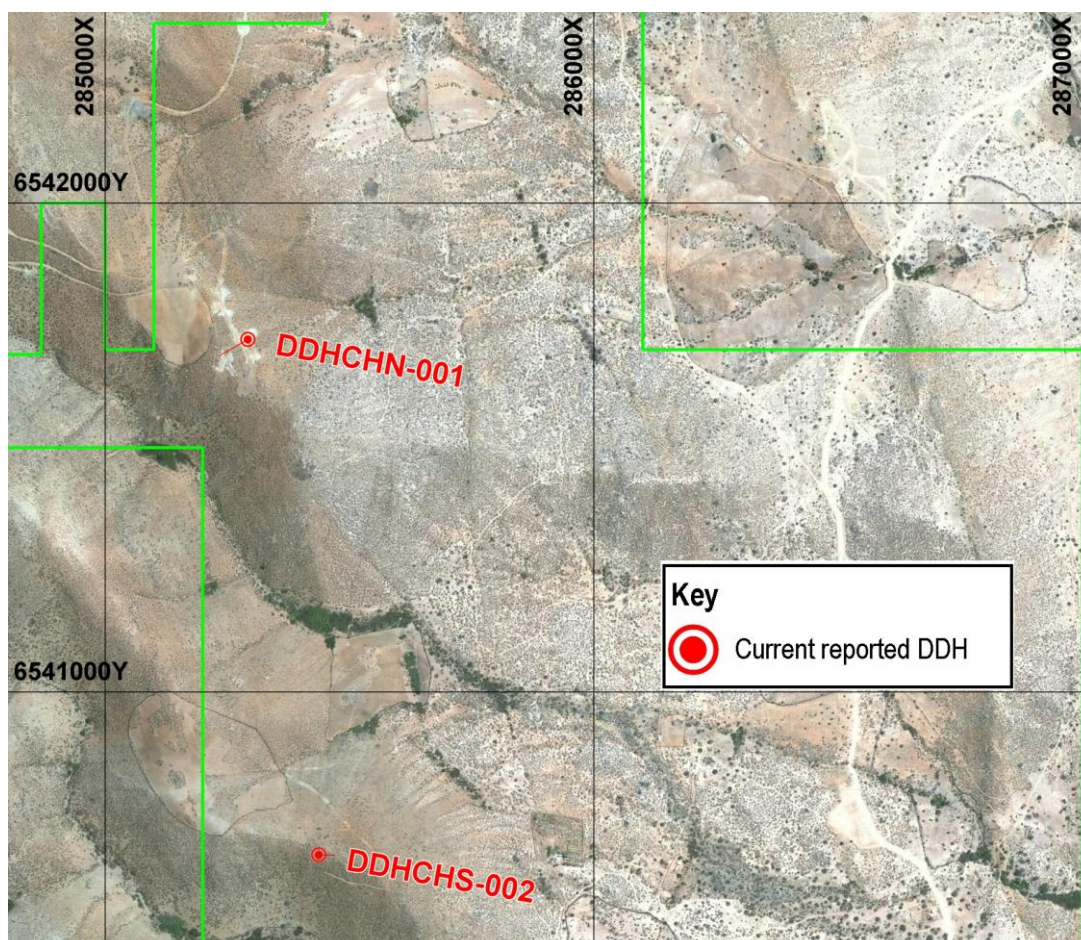 285000X
286000X
287000X
6542000Y
DDHCHN-001
Key
Current reported DDH
6541000Y
DDHCHS-002